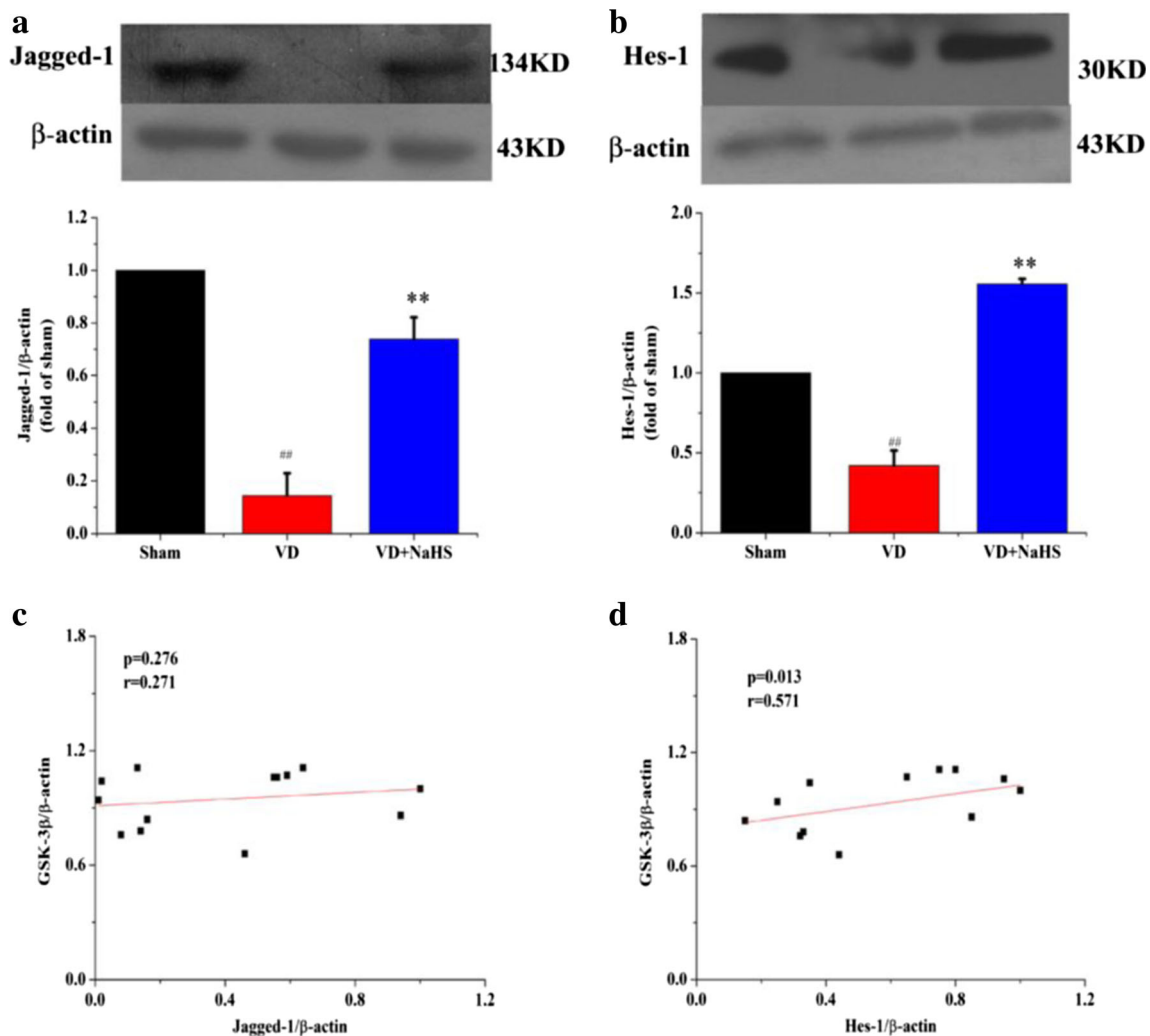 a
Jagged-1
134KD
β-actin
43KD
1.2
1.0
0.8
0.6
0.4
0.2
0.0
Jagged-1/β-actin
(fold of sham)
##
**
Sham
VD
VD+NaHS
b
Hes-1
30KD
β-actin
43KD
2.0
1.5
1.0
0.5
0.0
Hes-1/β-actin
(fold of sham)
##
**
Sham
VD
VD+NaHS
c
1.8
1.2
0.6
0.0
GSK-3β/β-actin
p=0.276
r=0.271
0.0
0.4
0.8
1.2
Jagged-1/β-actin
d
1.8
1.2
0.6
0.0
GSK-3β/β-actin
p=0.013
r=0.571
0.0
0.4
0.8
1.2
Hes-1/β-actin